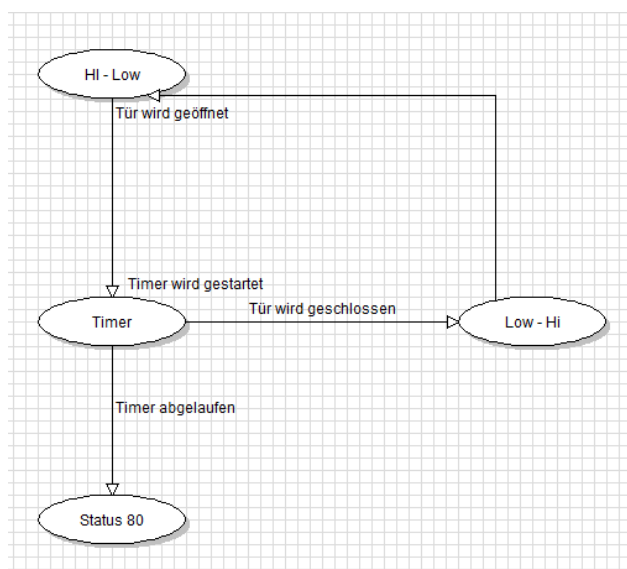 HI - Low
Tür wird geöffnet
Timer wird gestartet
Tür wird geschlossen
Timer
Low - Hi
Timer abgelaufen
Status 80